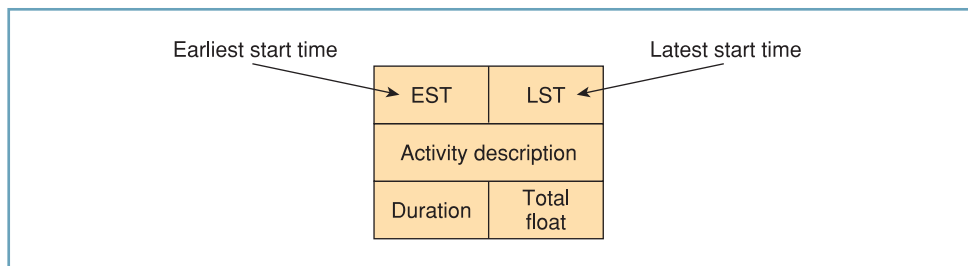 Earliest start time
Latest start time
EST
LST
Activity description
Duration
Total
float